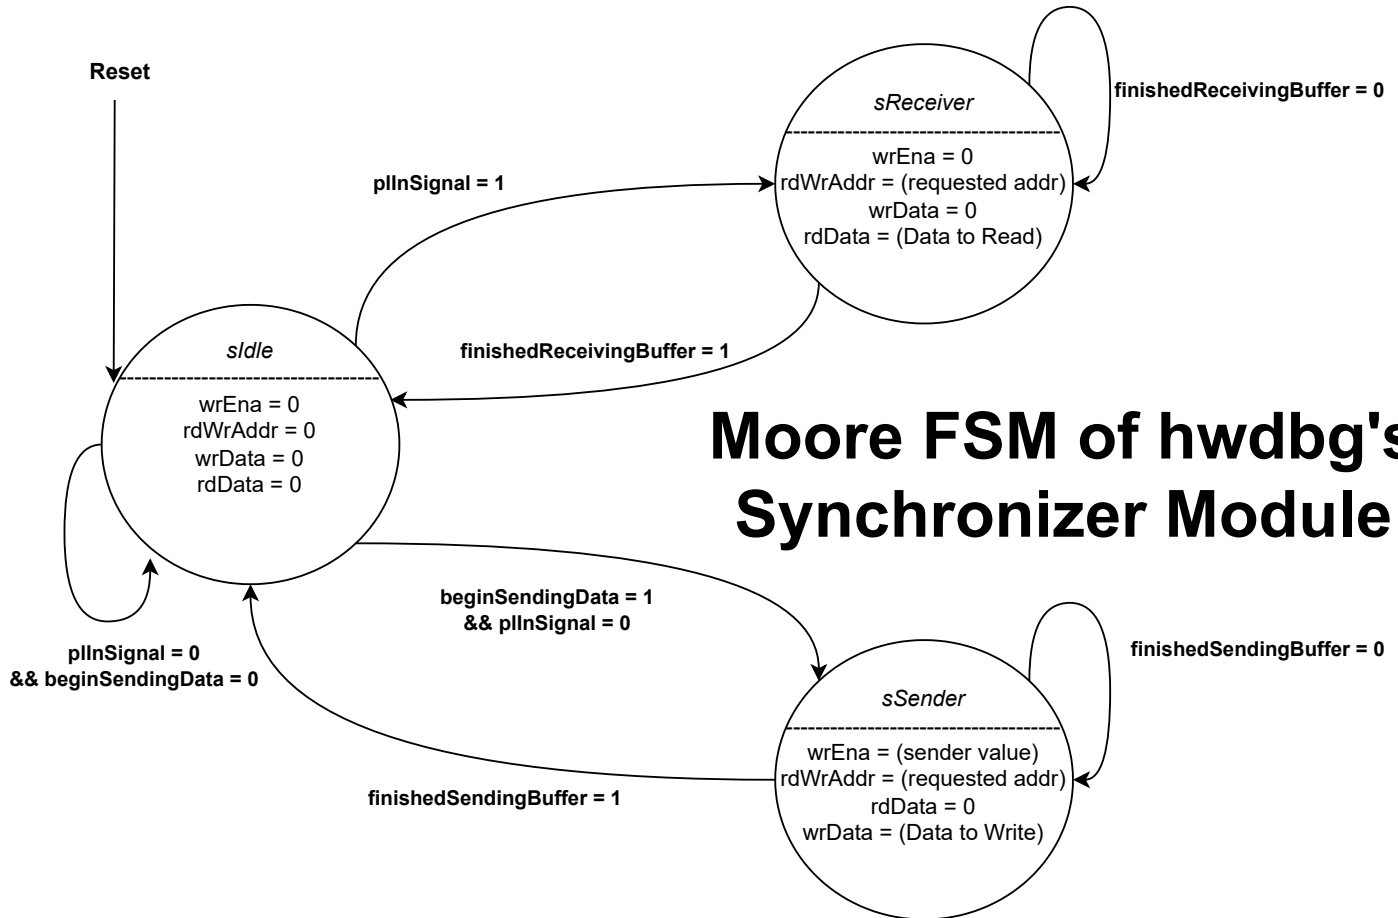 Reset
sReceiver
wrEna = 0
rdWrAddr = (requested addr)
wrData = 0
rdData = (Data to Read)
finishedReceivingBuffer = 0
plInSignal = 1
finishedReceivingBuffer = 1
sIdle
wrEna = 0
rdWrAddr = 0
wrData = 0
rdData = 0
Moore FSM of hwdbg's
Synchronizer Module
plInSignal = 0
&& beginSendingData = 0
beginSendingData = 1
&& plInSignal = 0
finishedSendingBuffer = 1
sSender
wrEna = (sender value)
rdWrAddr = (requested addr)
rdData = 0
wrData = (Data to Write)
finishedSendingBuffer = 0